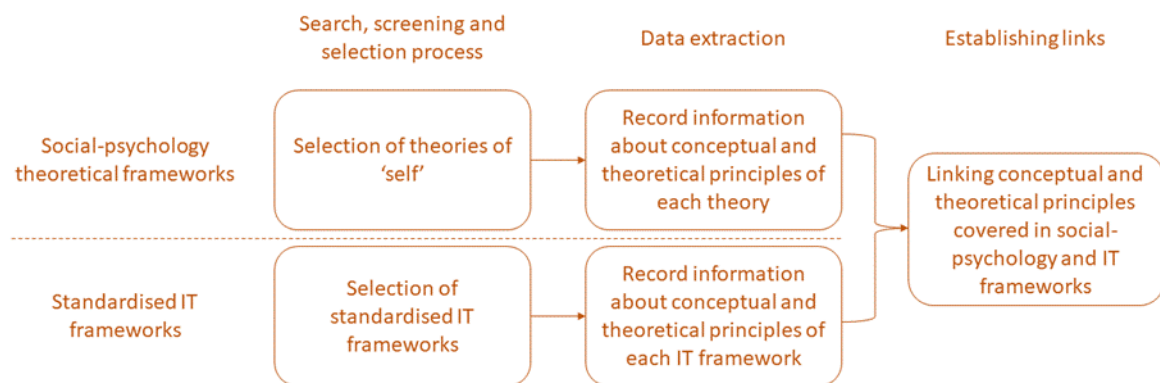 Search, screening and
selection process
Data extraction
Establishing links
Social-psychology
theoretical frameworks
Selection of theories of
‘self’
Record information
about conceptual and
theoretical principles of
each theory
Linking conceptual and
theoretical principles
covered in social-
psychology and IT
frameworks
Standardised IT
frameworks
Selection of
standardised IT
frameworks
Record information
about conceptual and
theoretical principles of
each IT framework